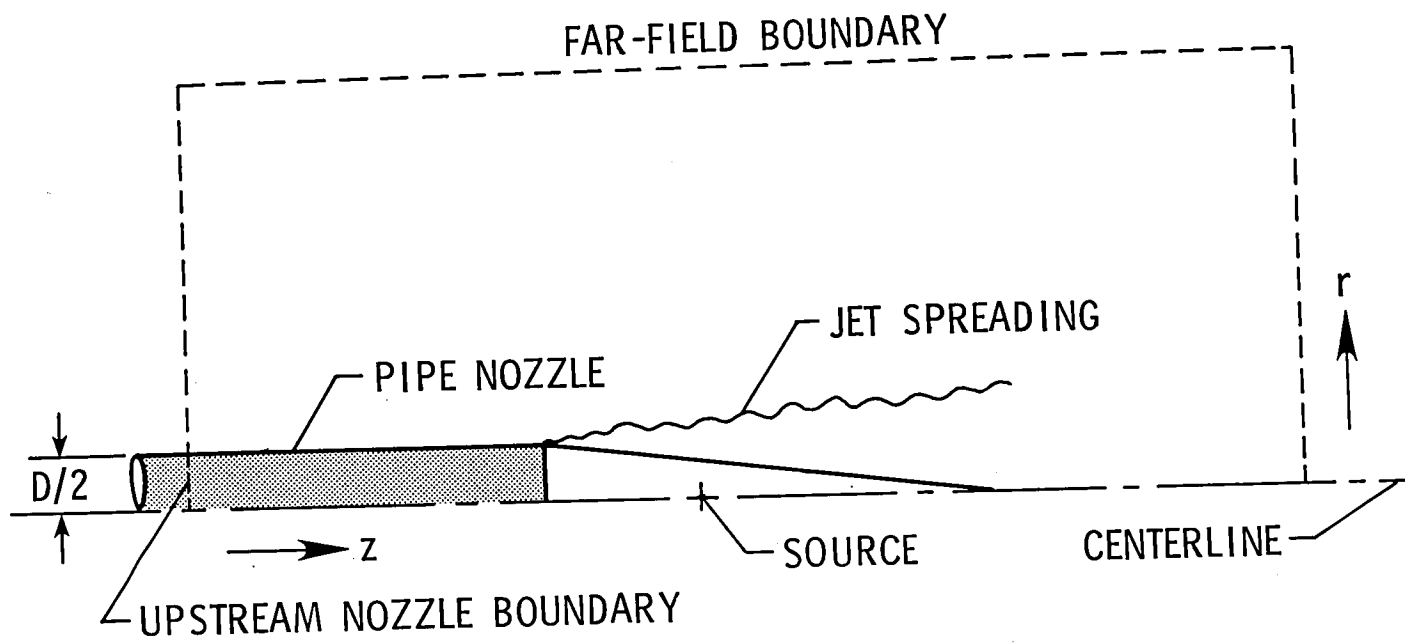 FAR-FIELD BOUNDARY
r
JET SPREADING
PIPE NOZZLE
D/2
z
SOURCE
CENTERLINE
UPSTREAM NOZZLE BOUNDARY